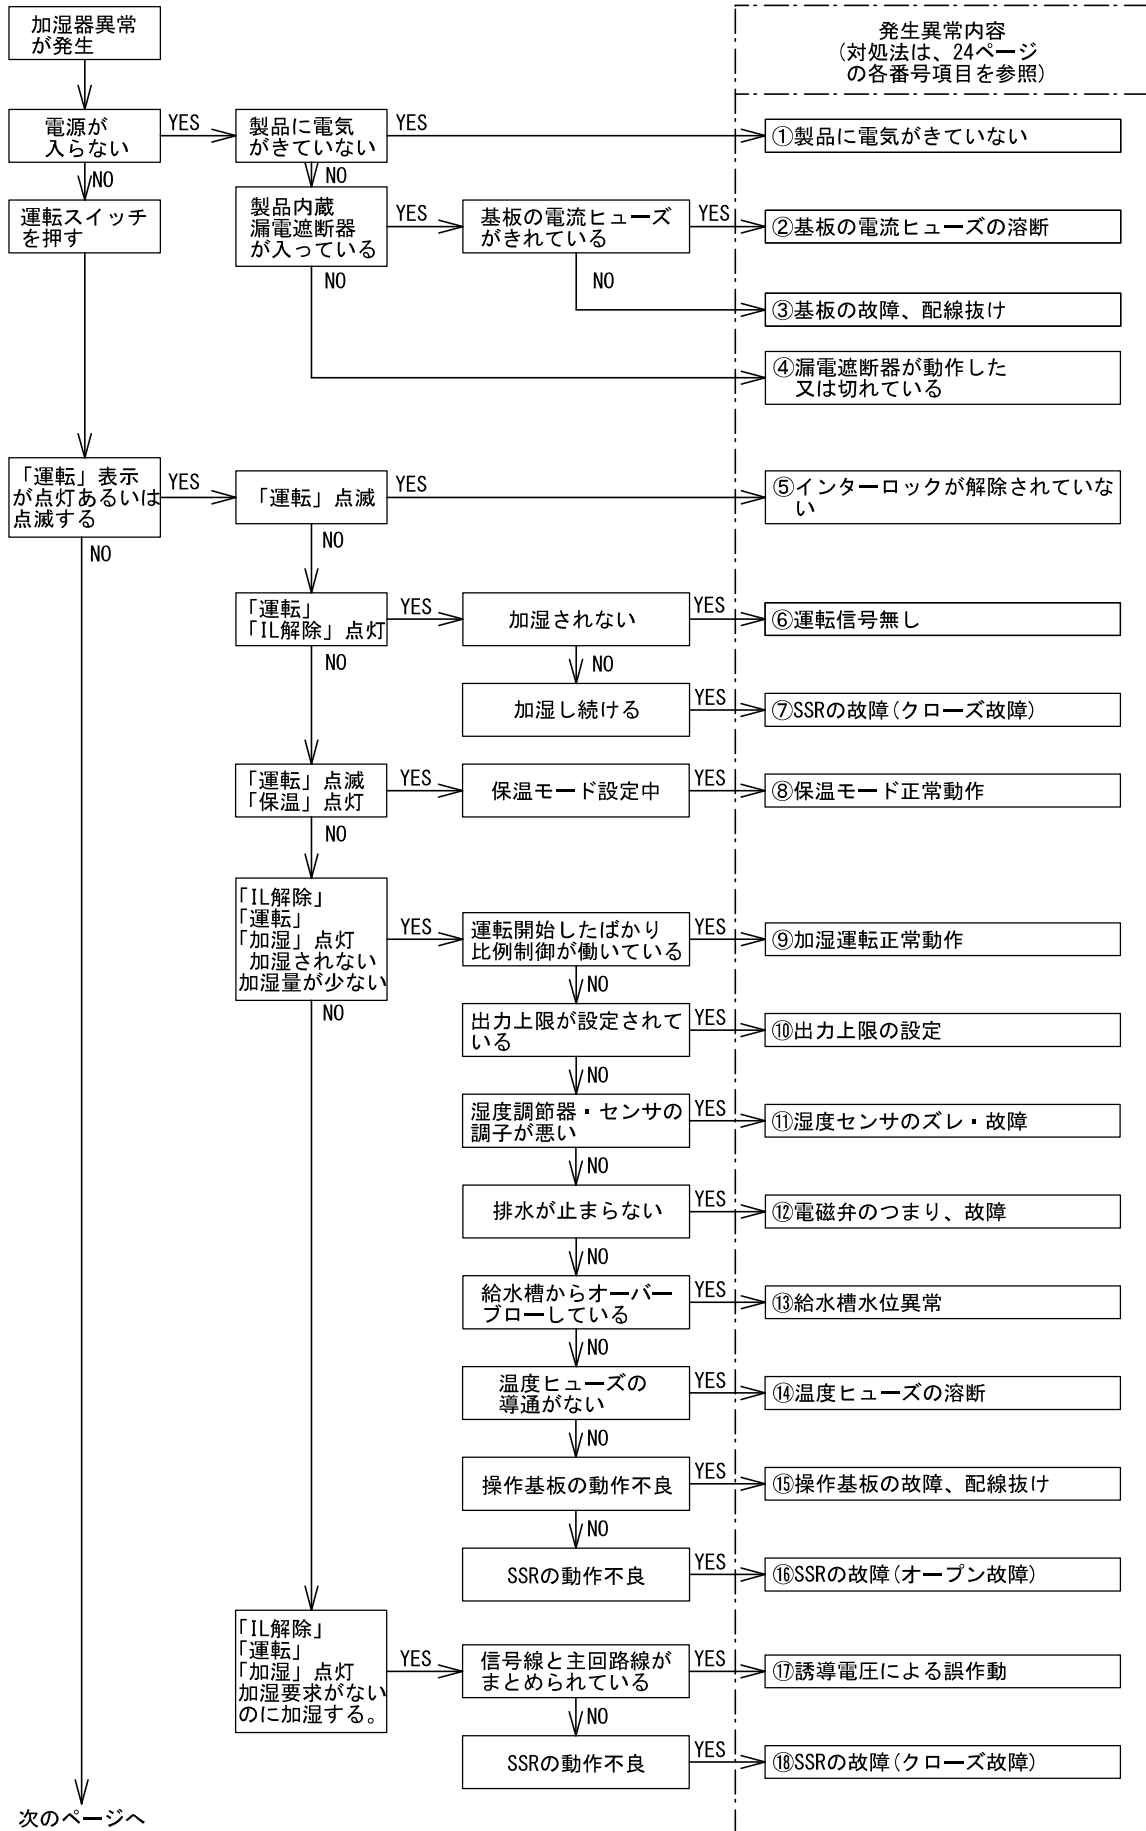 加湿器異常
が発生
発生異常内容
(対処法は、24ページ
の各番号項目を参照)
電源が
入らない
YES
製品に電気
がきていない
YES
①製品に電気がきていない
NO
NO
運転スイッチ
を押す
製品内蔵
漏電遮断器
が入っている
YES
基板の電流ヒューズ
がきれている
YES
②基板の電流ヒューズの溶断
NO
NO
③基板の故障、配線抜け
④漏電遮断器が動作した
又は切れている
「運転」表示
が点灯あるいは
点滅する
YES
「運転」点滅
YES
⑤インターロックが解除されていな
い
NO
NO
「運転」
「IL解除」点灯
YES
加湿されない
YES
⑥運転信号無し
NO
NO
加湿し続ける
YES
⑦SSRの故障(クローズ故障)
「運転」点滅
「保温」点灯
YES
保温モード設定中
YES
⑧保温モード正常動作
NO
「IL解除」
「運転」
「加湿」点灯
加湿されない
加湿量が少ない
YES
運転開始したばかり
比例制御が働いている
YES
⑨加湿運転正常動作
NO
NO
出力上限が設定されて
いる
YES
⑩出力上限の設定
NO
湿度調節器・センサの
調子が悪い
YES
⑪湿度センサのズレ・故障
NO
排水が止まらない
YES
⑫電磁弁のつまり、故障
NO
給水槽からオーバー
ブローしている
YES
⑬給水槽水位異常
NO
温度ヒューズの
導通がない
YES
⑭温度ヒューズの溶断
NO
操作基板の動作不良
YES
⑮操作基板の故障、配線抜け
NO
SSRの動作不良
YES
⑯SSRの故障(オープン故障)
「IL解除」
「運転」
「加湿」点灯
加湿要求がない
のに加湿する。
YES
信号線と主回路線が
まとめられている
YES
⑰誘導電圧による誤作動
NO
SSRの動作不良
YES
⑱SSRの故障(クローズ故障)
次のページへ